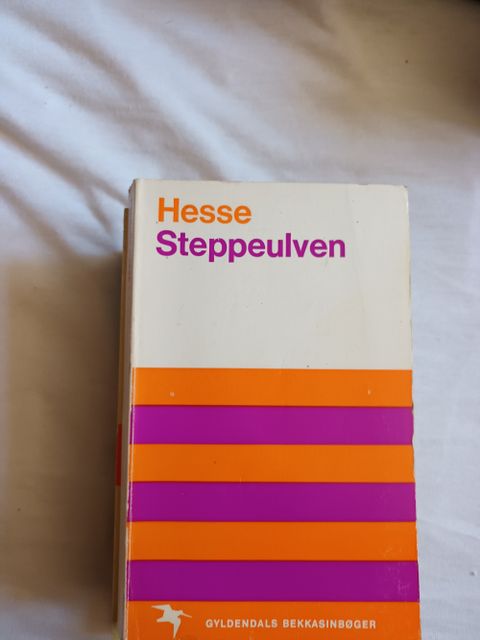 Hesse
Steppeulven
GYLDENDALS BEKKASINBØGER